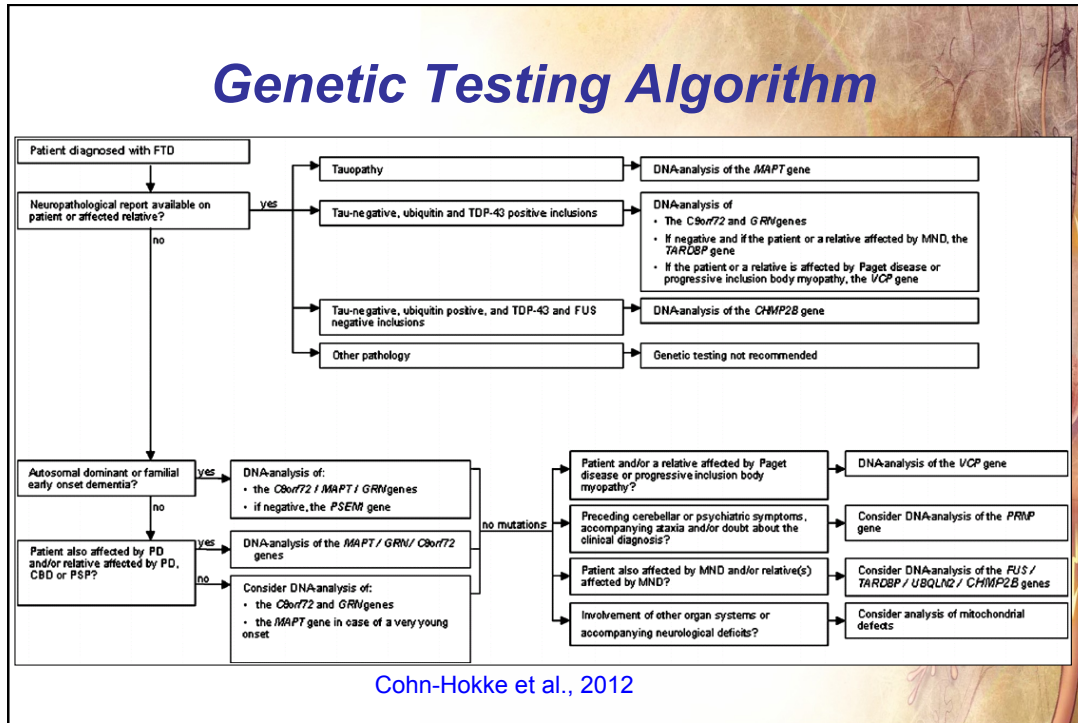 Genetic Testing Algorithm
Patient diagnosed with FTD
Neuropathological report available on
patient or affected relative?
yes
no
Tauopathy
DNA-analysis of the MAPT gene
Tau-negative, ubiquitin and TDP-43 positive inclusions
DNA-analysis of
• The C9orf72 and GRN genes
• If negative and if the patient or a relative affected by MND, the
TARDBP gene
• If the patient or a relative is affected by Paget disease or
progressive inclusion body myopathy, the VCP gene
Tau-negative, ubiquitin positive, and TDP-43 and FUS
negative inclusions
DNA-analysis of the CHMP2B gene
Other pathology
Genetic testing not recommended
Autosomal dominant or familial
early onset dementia?
yes
no
DNA-analysis of:
• the C9orf72 / MAPT / GRN genes
• if negative, the PSEN1 gene
Patient also affected by PD
and/or relative affected by PD,
CBD or PSP?
yes
no
DNA-analysis of the MAPT / GRN / C9orf72
genes
Consider DNA-analysis of:
• the C9orf72 and GRN genes
• the MAPT gene in case of a very young
onset
no mutations
Patient and/or a relative affected by Paget
disease or progressive inclusion body
myopathy?
DNA-analysis of the VCP gene
Preceding cerebellar or psychiatric symptoms,
accompanying ataxia and/or doubt about the
clinical diagnosis?
Consider DNA-analysis of the PRNP
gene
Patient also affected by MND and/or relative(s)
affected by MND?
Consider DNA-analysis of the FUS /
TARDBP / UBQLN2 / CHMP2B genes
Involvement of other organ systems or
accompanying neurological deficits?
Consider analysis of mitochondrial
defects
Cohn-Hokke et al., 2012